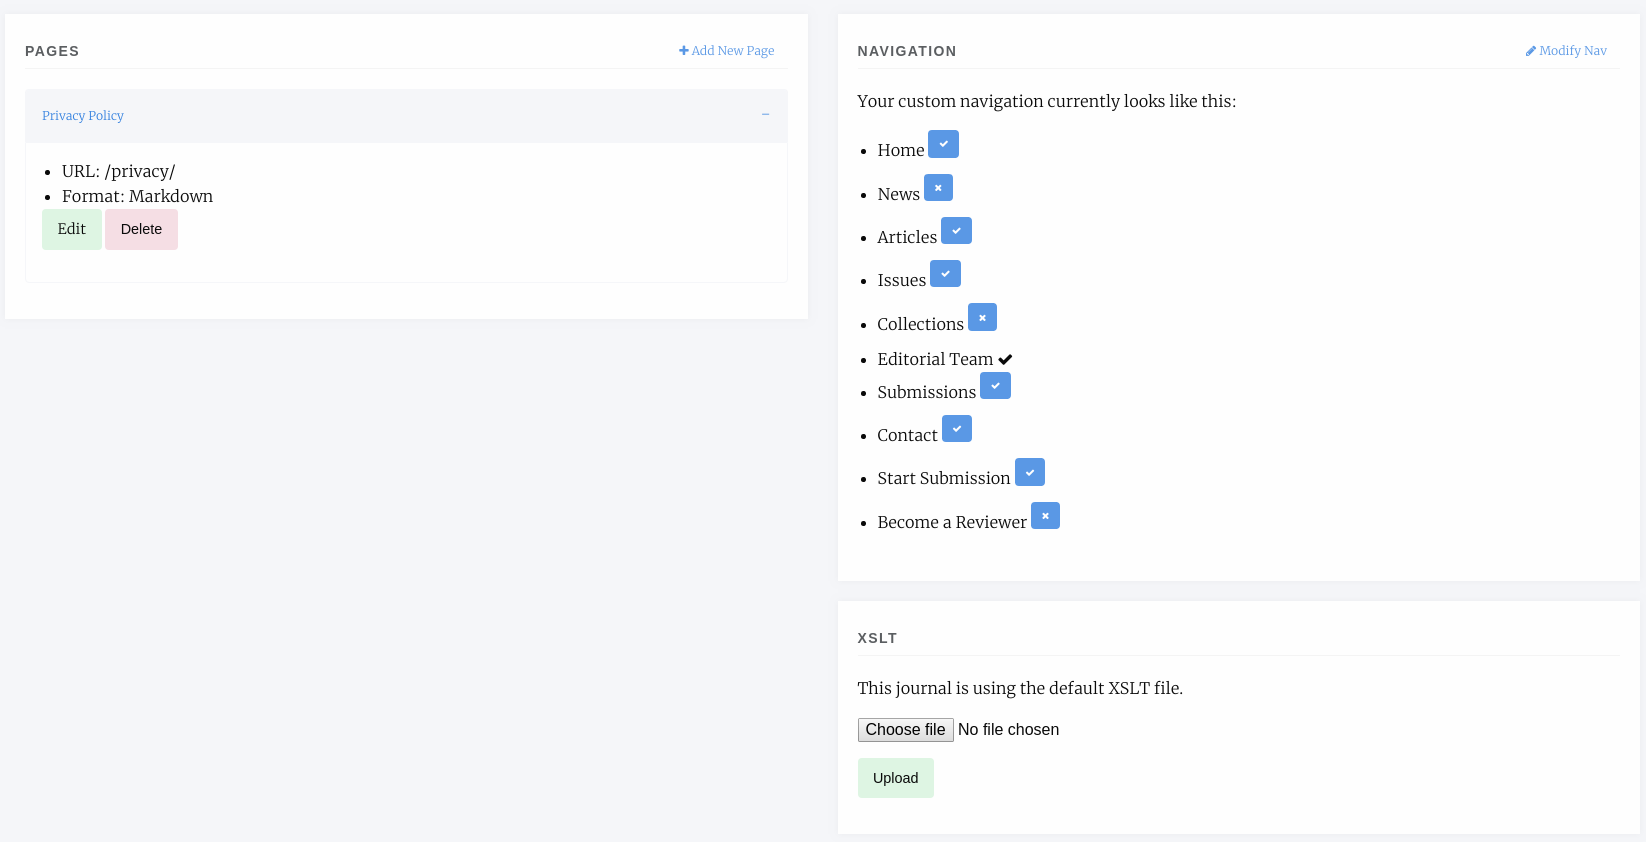 PAGES
Add New Page
Privacy Policy
URL: /privacy/
Format: Markdown
Edit Delete
NAVIGATION
Modify Nav
Your custom navigation currently looks like this:
Home
News
Articles
Issues
Collections
Editorial Team
Submissions
Contact
Start Submission
Become a Reviewer
XSLT
This journal is using the default XSLT file.
Choose file No file chosen
Upload